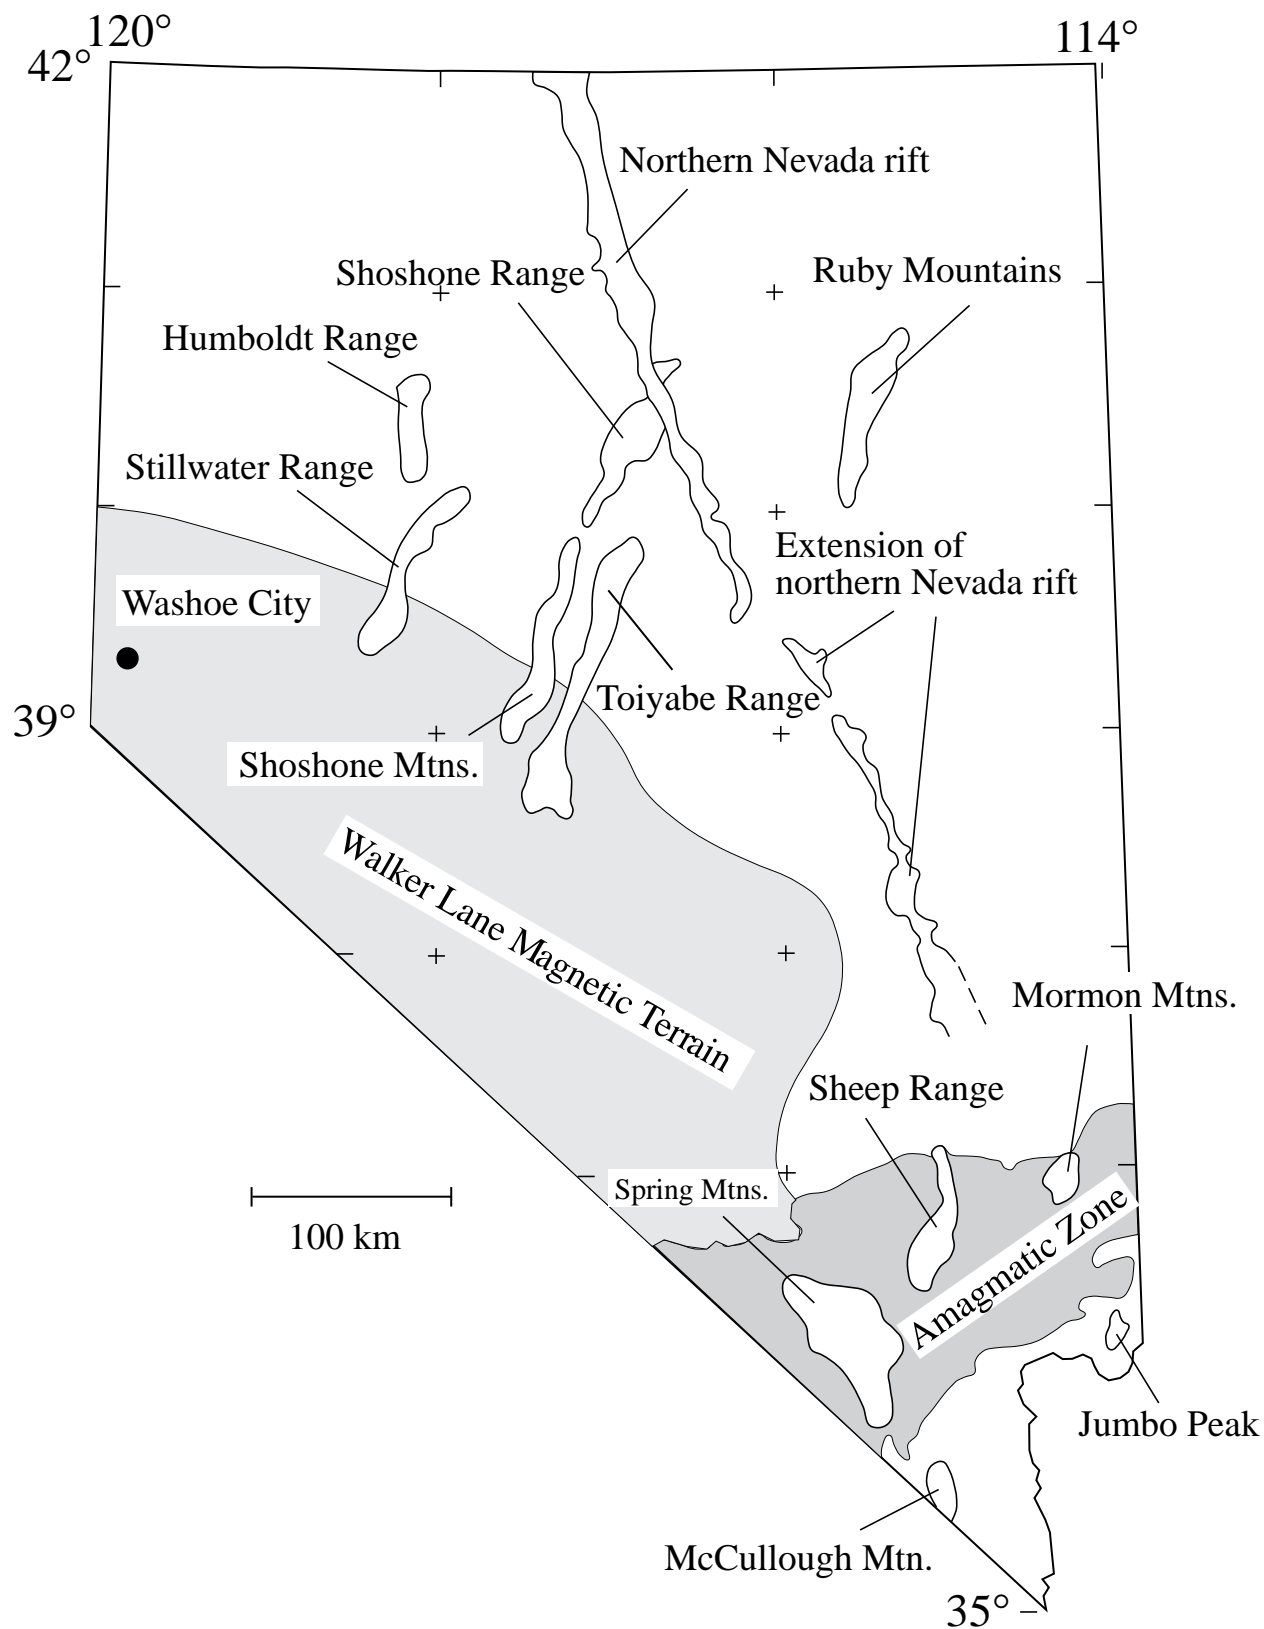 120°
114°
42°
Northern Nevada rift
Shoshone Range
Ruby Mountains
Humboldt Range
Stillwater Range
Extension of
northern Nevada rift
Washoe City
Toiyabe Range
39°
Shoshone Mtns.
Walker Lane Magnetic Terrain
Mormon Mtns.
Sheep Range
Spring Mtns.
100 km
Amagmatic Zone
Jumbo Peak
McCullough Mtn.
35°